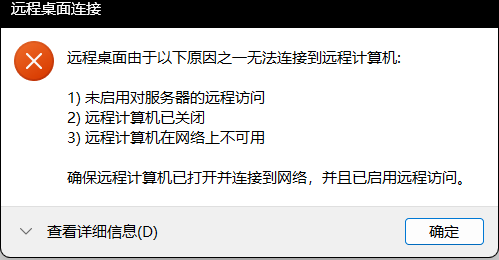 远程桌面连接
远程桌面由于以下原因之一无法连接到远程计算机:
1) 未启用对服务器的远程访问
2) 远程计算机已关闭
3) 远程计算机在网络上不可用
确保远程计算机已打开并连接到网络，并且已启用远程访问。
查看详细信息(D)
确定